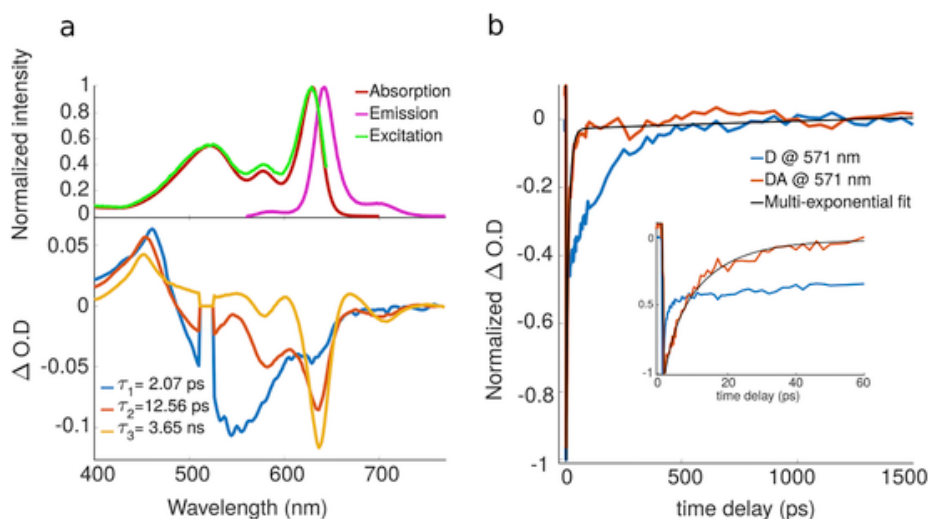 a
Normalized intensity
1
0.8
0.6
0.4
0.2
0
Absorption
Emission
Excitation
Δ O.D
0.05
0
-0.05
-0.1
τ1= 2.07 ps
τ2=12.56 ps
τ3= 3.65 ns
400 500 600 700
Wavelength (nm)
b
Normalized Δ O.D
0
-0.2
-0.4
-0.6
-0.8
-1
D @ 571 nm
DA @ 571 nm
Multi-exponential fit
0
0.5
-1
0 20 40 60
time delay (ps)
0 500 1000 1500
time delay (ps)